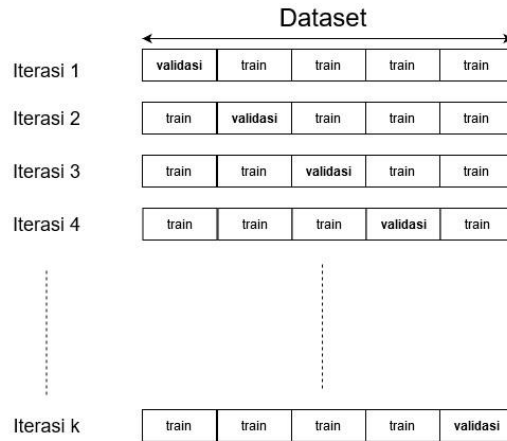 Dataset
Iterasi 1 validasi train train train train
Iterasi 2 train validasi train train train
Iterasi 3 train train validasi train train
Iterasi 4 train train train validasi train
Iterasi k train train train train validasi